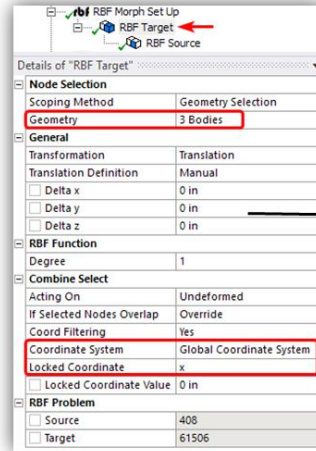 rbf RBF Morph Set Up
RBF Target
RBF Source
Details of "RBF Target"
Node Selection
Scoping Method Geometry Selection
Geometry 3 Bodies
General
Transformation Translation
Translation Definition Manual
Delta x 0 in
Delta y 0 in
Delta z 0 in
RBF Function
Degree 1
Combine Select
Acting On Undeformed
If Selected Nodes Overlap Override
Coord Filtering Yes
Coordinate System Global Coordinate System
Locked Coordinate x
Locked Coordinate Value 0 in
RBF Problem
Source 408
Target 61506